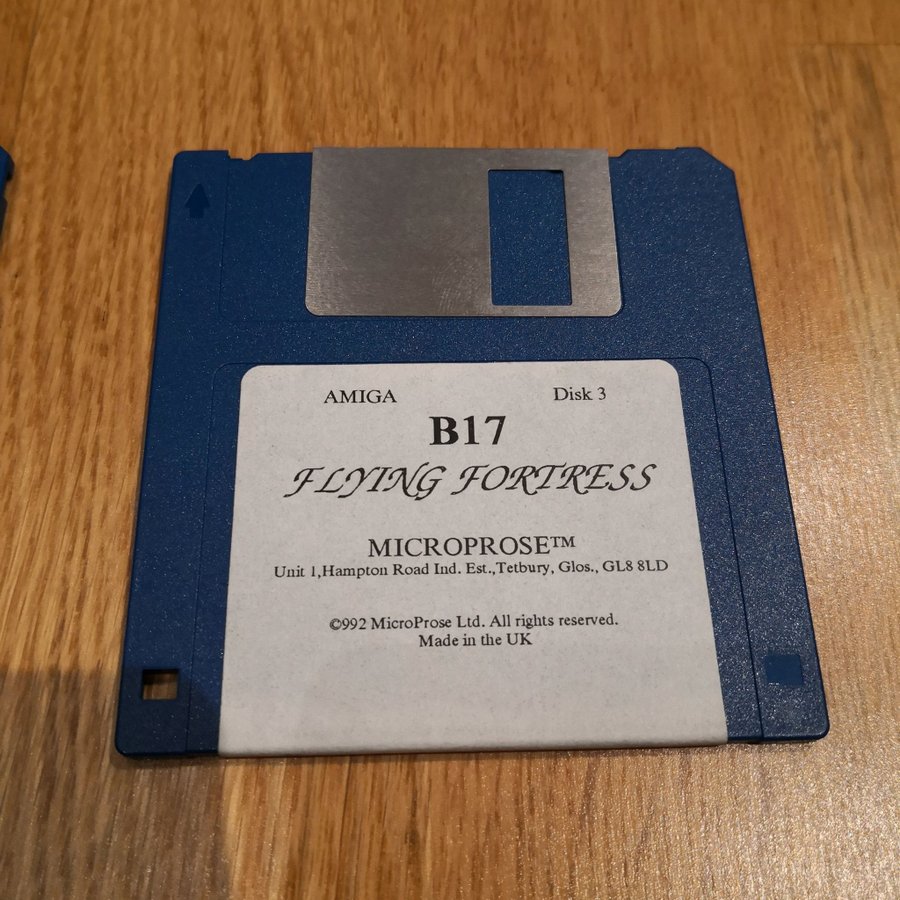 AMIGA Disk 3
B17
FLYING FORTRESS
MICROPROSE™
Unit 1,Hampton Road Ind. Est.,Tetbury, Glos., GL8 8LD
©992 MicroProse Ltd. All rights reserved.
Made in the UK